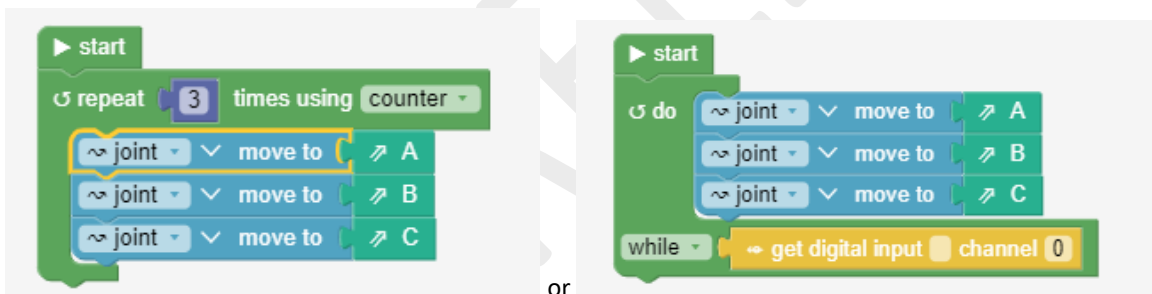 start
repeat 3 times using counter
joint move to A
joint move to B
joint move to C
or
start
do joint move to A
joint move to B
joint move to C
while get digital input channel 0